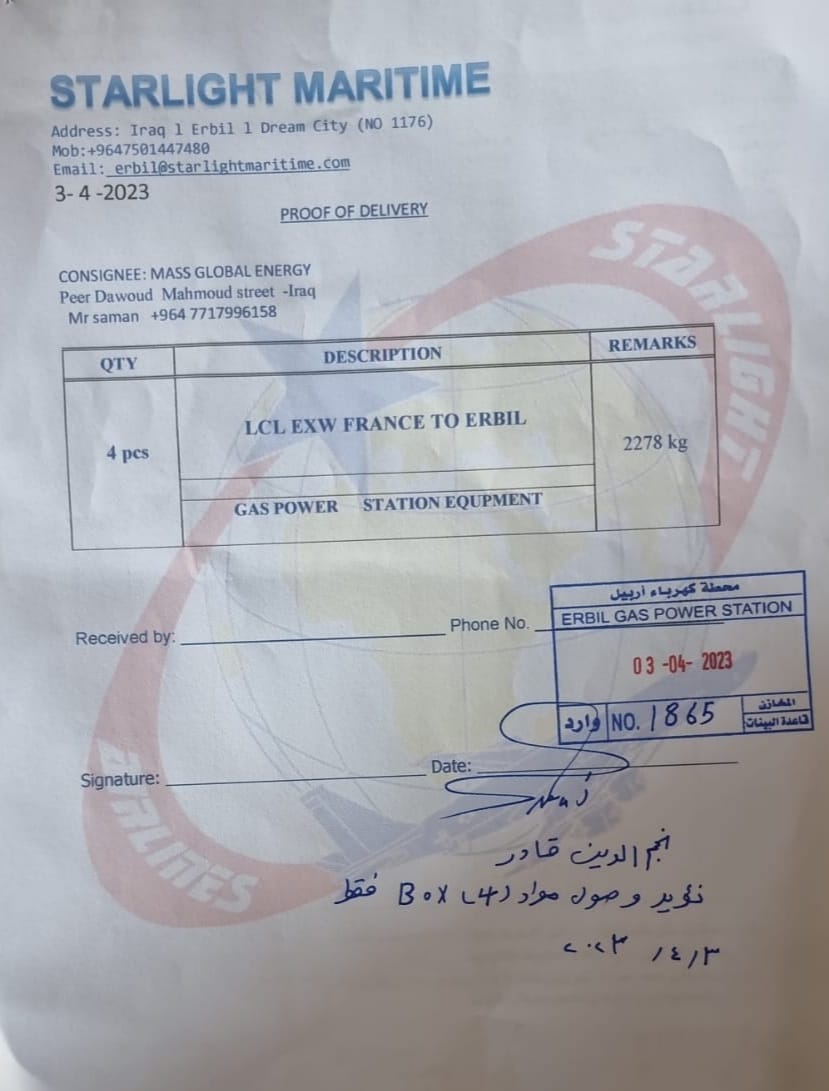 STARLIGHT MARITIME
Address: Iraq l Erbil l Dream City (NO 1176)
Mob:+9647501447480
Email: erbil@starlightmaritime.com
3- 4 -2023
PROOF OF DELIVERY
CONSIGNEE: MASS GLOBAL ENERGY
Peer Dawoud Mahmoud street -Iraq
Mr saman +964 7717996158
QTY DESCRIPTION REMARKS
4 pcs LCL EXW FRANCE TO ERBIL 2278 kg
GAS POWER STATION EQUPMENT
STARLIGHT
AIRLINES
Received by: Phone No.
محطة كهرباء اربيل
ERBIL GAS POWER STATION
03 -04- 2023
وارد NO. 1865
المخازن
قاعدة البيانات
Signature: Date:
نجم الدين قادر
نؤيد وصول مواد (4) Box فقط
٢٠٢٣ /٤/٣